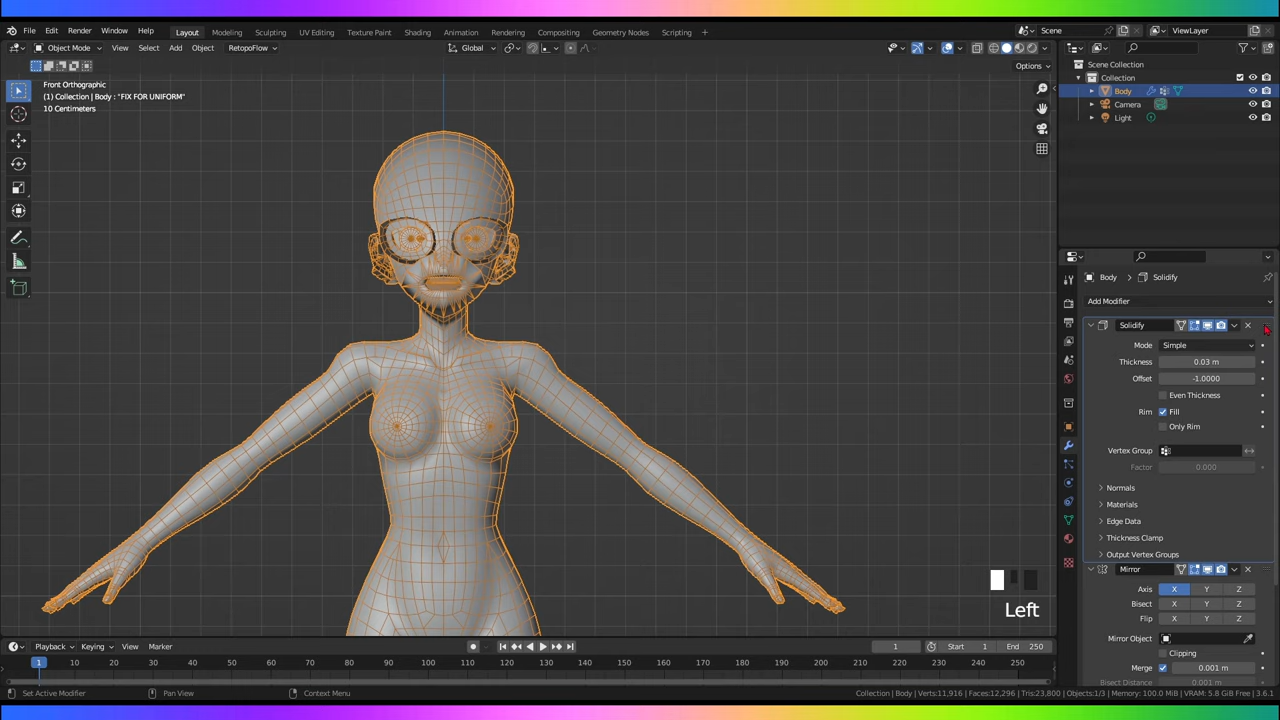 File Edit Render Window Help Layout Modeling Sculpting UV Editing Texture Paint Shading Animation Rendering Compositing Geometry Nodes Scripting + Scene ViewLayer
Object Mode View Select Add Object RetopoFlow Global
Options
Front Orthographic
(1) Collection | Body : "FIX FOR UNIFORM"
10 Centimeters
Scene Collection
Collection
Body
Camera
Light
Body > Solidify
Add Modifier
Solidify
Mode Simple
Thickness 0.03 m
Offset -1.0000
Even Thickness
Rim Fill
Only Rim
Vertex Group
Factor 0.000
Normals
Materials
Edge Data
Thickness Clamp
Output Vertex Groups
Mirror
Axis X Y Z
Bisect X Y Z
Flip X Y Z
Mirror Object
Clipping
Merge 0.001 m
Bisect Distance 0.001 m
Left
Playback Keying View Marker 1 Start 1 End 250
1 10 20 30 40 50 60 70 80 90 100 110 120 130 140 150 160 170 180 190 200 210 220 230 240 250
Set Active Modifier Pan View Context Menu Collection | Body | Verts:11,916 | Faces:12,296 | Tris:23,800 | Objects:1/3 | Memory: 100.0 MiB | VRAM: 5.8 GiB Free | 3.6.1